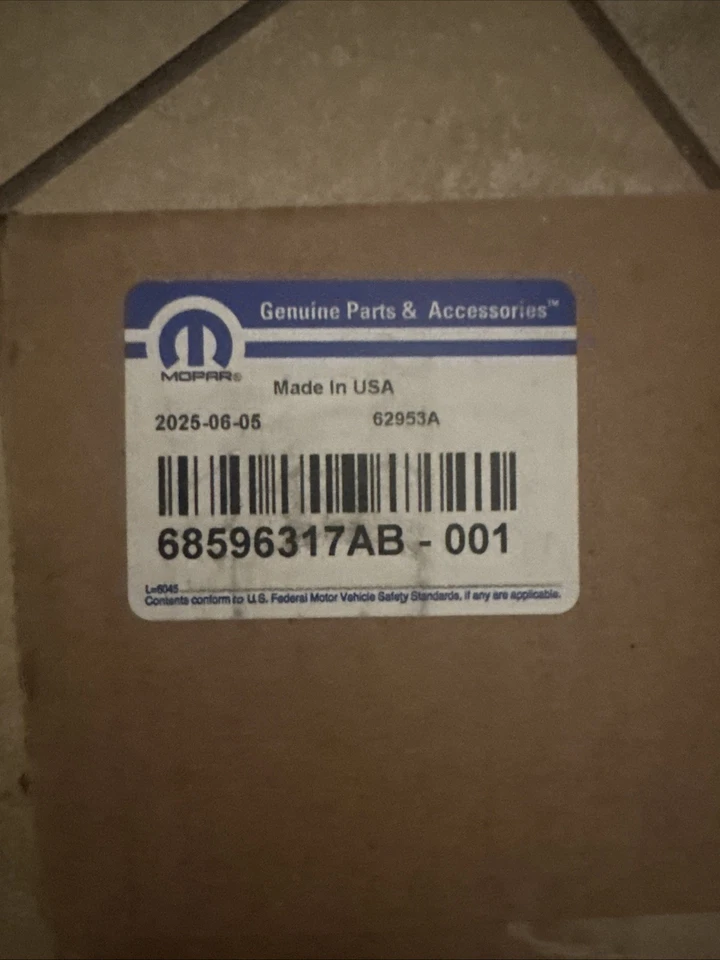 Genuine Parts & Accessories™
MOPAR®
Made In USA
2025-06-05 62953A
68596317AB - 001
L=6045
Contents conform to U.S. Federal Motor Vehicle Safety Standards, if any are applicable.